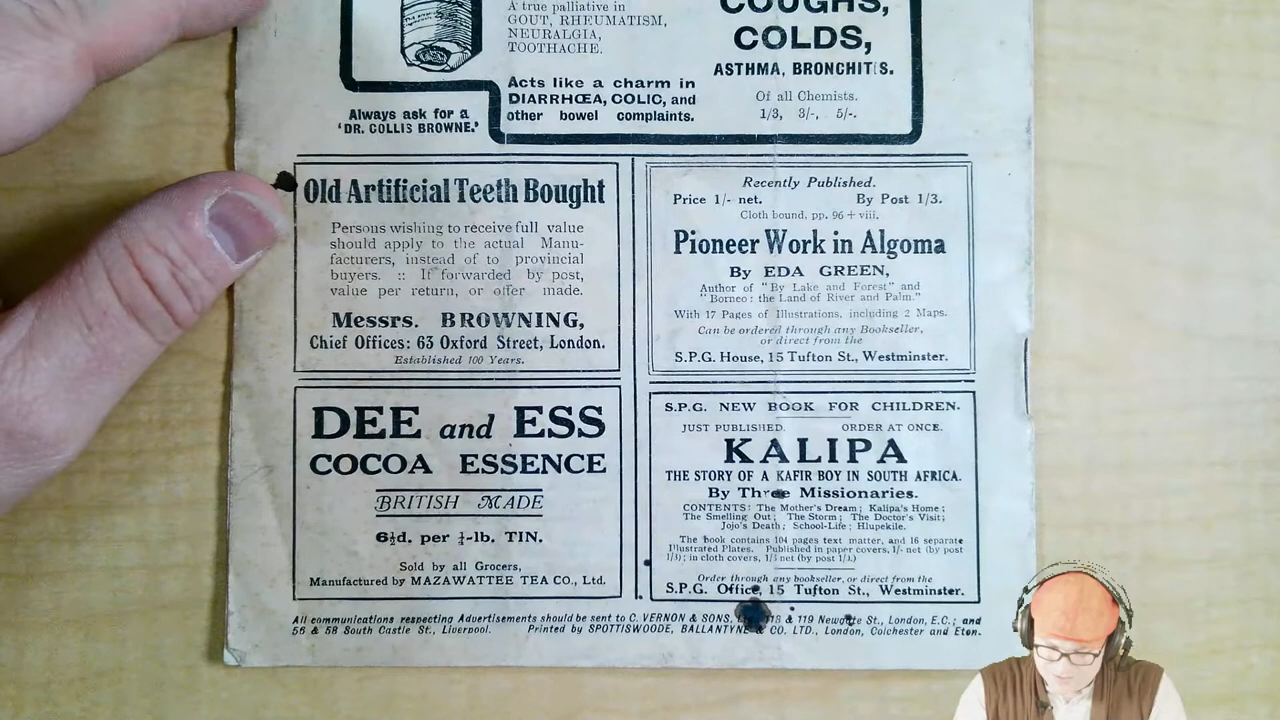 A true palliative in
GOUT, RHEUMATISM,
NEURALGIA,
TOOTHACHE.
Acts like a charm in
DIARRHŒA, COLIC, and
other bowel complaints.
Always ask for a
'DR. COLLIS BROWNE.'
COUGHS,
COLDS,
ASTHMA, BRONCHITIS.
Of all Chemists.
1/3, 3/-, 5/-.
Old Artificial Teeth Bought
Persons wishing to receive full value
should apply to the actual Manu-
facturers, instead of to provincial
buyers. :: If forwarded by post,
value per return, or offer made.
Messrs. BROWNING,
Chief Offices: 63 Oxford Street, London.
Established 100 Years.
Recently Published.
Price 1/- net. By Post 1/3.
Cloth bound, pp. 96 + viii.
Pioneer Work in Algoma
By EDA GREEN,
Author of "By Lake and Forest" and
"Borneo: the Land of River and Palm."
With 17 Pages of Illustrations, including 2 Maps.
Can be ordered through any Bookseller,
or direct from the
S.P.G. House, 15 Tufton St., Westminster.
DEE and ESS
COCOA ESSENCE
BRITISH MADE
6½d. per ¼-lb. TIN.
Sold by all Grocers,
Manufactured by MAZAWATTEE TEA CO., Ltd.
S.P.G. NEW BOOK FOR CHILDREN.
JUST PUBLISHED. ORDER AT ONCE.
KALIPA
THE STORY OF A KAFIR BOY IN SOUTH AFRICA.
By Three Missionaries.
CONTENTS: The Mother's Dream; Kalipa's Home;
The Smelling Out; The Storm; The Doctor's Visit;
Jojo's Death; School-Life; Hlupekile.
The book contains 104 pages text matter, and 16 separate
Illustrated Plates. Published in paper covers, 1/- net (by post
in cloth covers, net (by post
Order through any bookseller, or direct from the
S.P.G. Office, 15 Tufton St., Westminster.
All communications respecting Advertisements should be sent to C. VERNON & SONS, 118 & 119 Newgate St., London, E.C.; and
56 & 58 South Castle St., Liverpool. Printed by SPOTTISWOODE, BALLANTYNE & CO. LTD., London, Colchester and Eton.